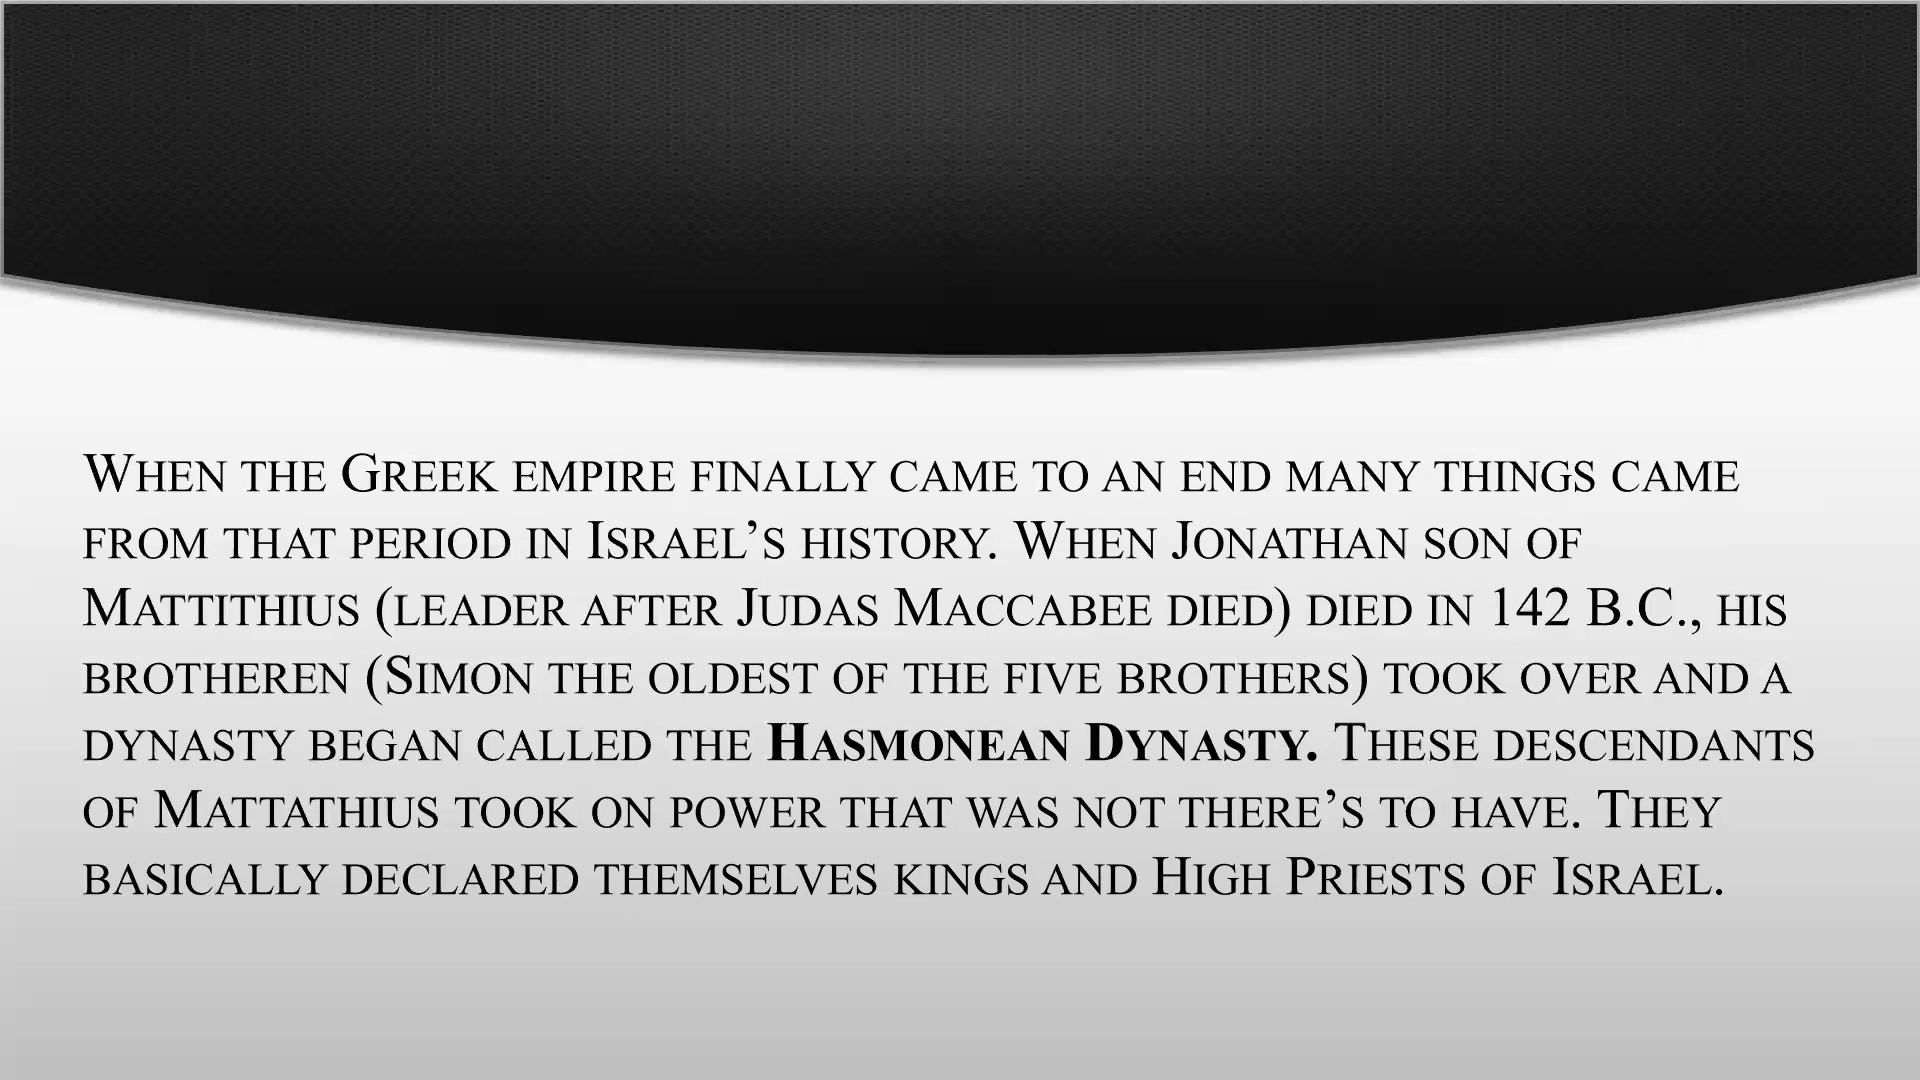 When the Greek empire finally came to an end many things came
from that period in Israel’s history. When Jonathan son of
Mattithius (leader after Judas Maccabee died) died in 142 B.C., his
brotheren (Simon the oldest of the five brothers) took over and a
dynasty began called the Hasmonean Dynasty. These descendants
of Mattathius took on power that was not there’s to have. They
basically declared themselves kings and High Priests of Israel.